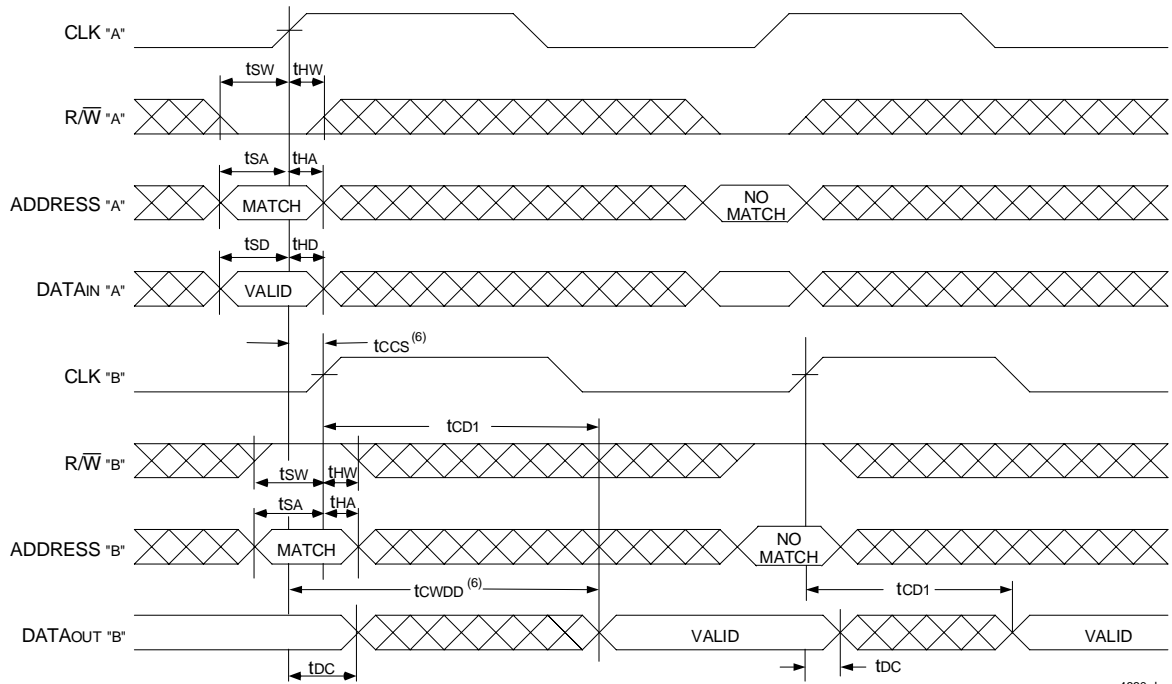 CLK "A"
tSW tHW
R/W̅ "A"
tSA tHA
ADDRESS "A" MATCH NO MATCH
tSD tHD
DATAIN "A" VALID
tCCS (6)
CLK "B"
tCD1
R/W̅ "B"
tSW tHW
tSA tHA
ADDRESS "B" MATCH NO MATCH
tCWDD (6) tCD1
DATAOUT "B" VALID VALID
tDC tDC